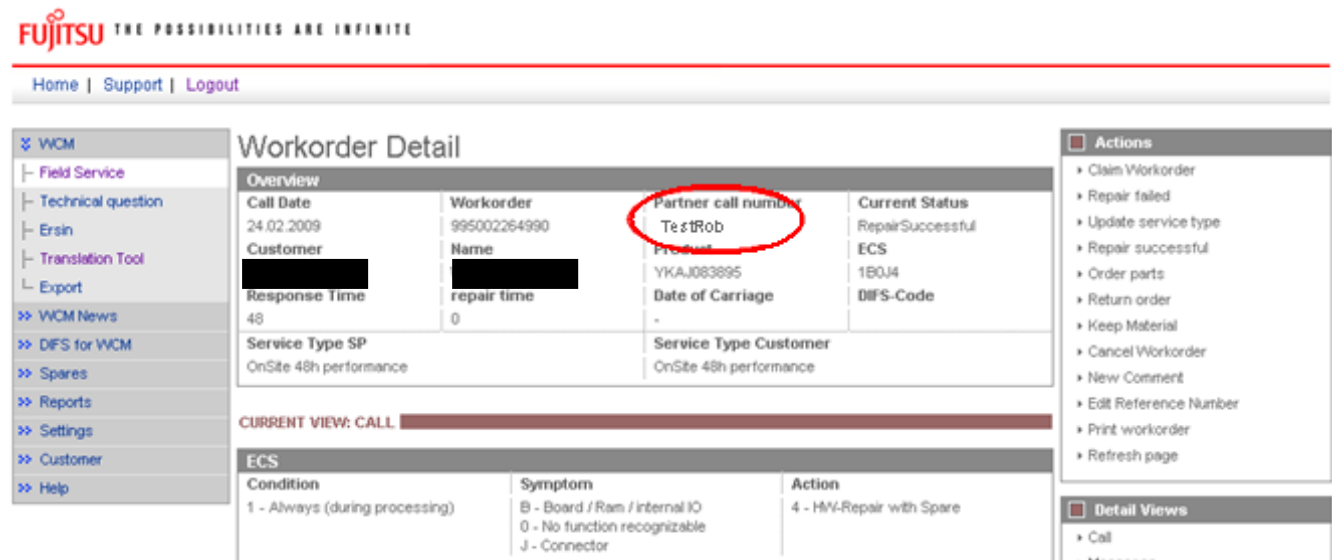 FUJITSU THE POSSIBILITIES ARE INFINITE
Home | Support | Logout
WCM
Field Service
Technical question
Ersin
Translation Tool
Export
WCM News
DIFS for WCM
Spares
Reports
Settings
Customer
Help
Workorder Detail
Overview
Call Date Workorder Partner call number Current Status
24.02.2009 995002264990 TestRob RepairSuccessful
Customer Name Product ECS
YKAJ083895 1B0J4
Response Time repair time Date of Carriage DIFS-Code
48 0 -
Service Type SP Service Type Customer
OnSite 48h performance OnSite 48h performance
CURRENT VIEW: CALL
ECS
Condition Symptom Action
1 - Always (during processing) B - Board / Ram / internal IO 4 - HW-Repair with Spare
0 - No function recognizable
J - Connector
Actions
Claim Workorder
Repair failed
Update service type
Repair successful
Order parts
Return order
Keep Material
Cancel Workorder
New Comment
Edit Reference Number
Print workorder
Refresh page
Detail Views
Call